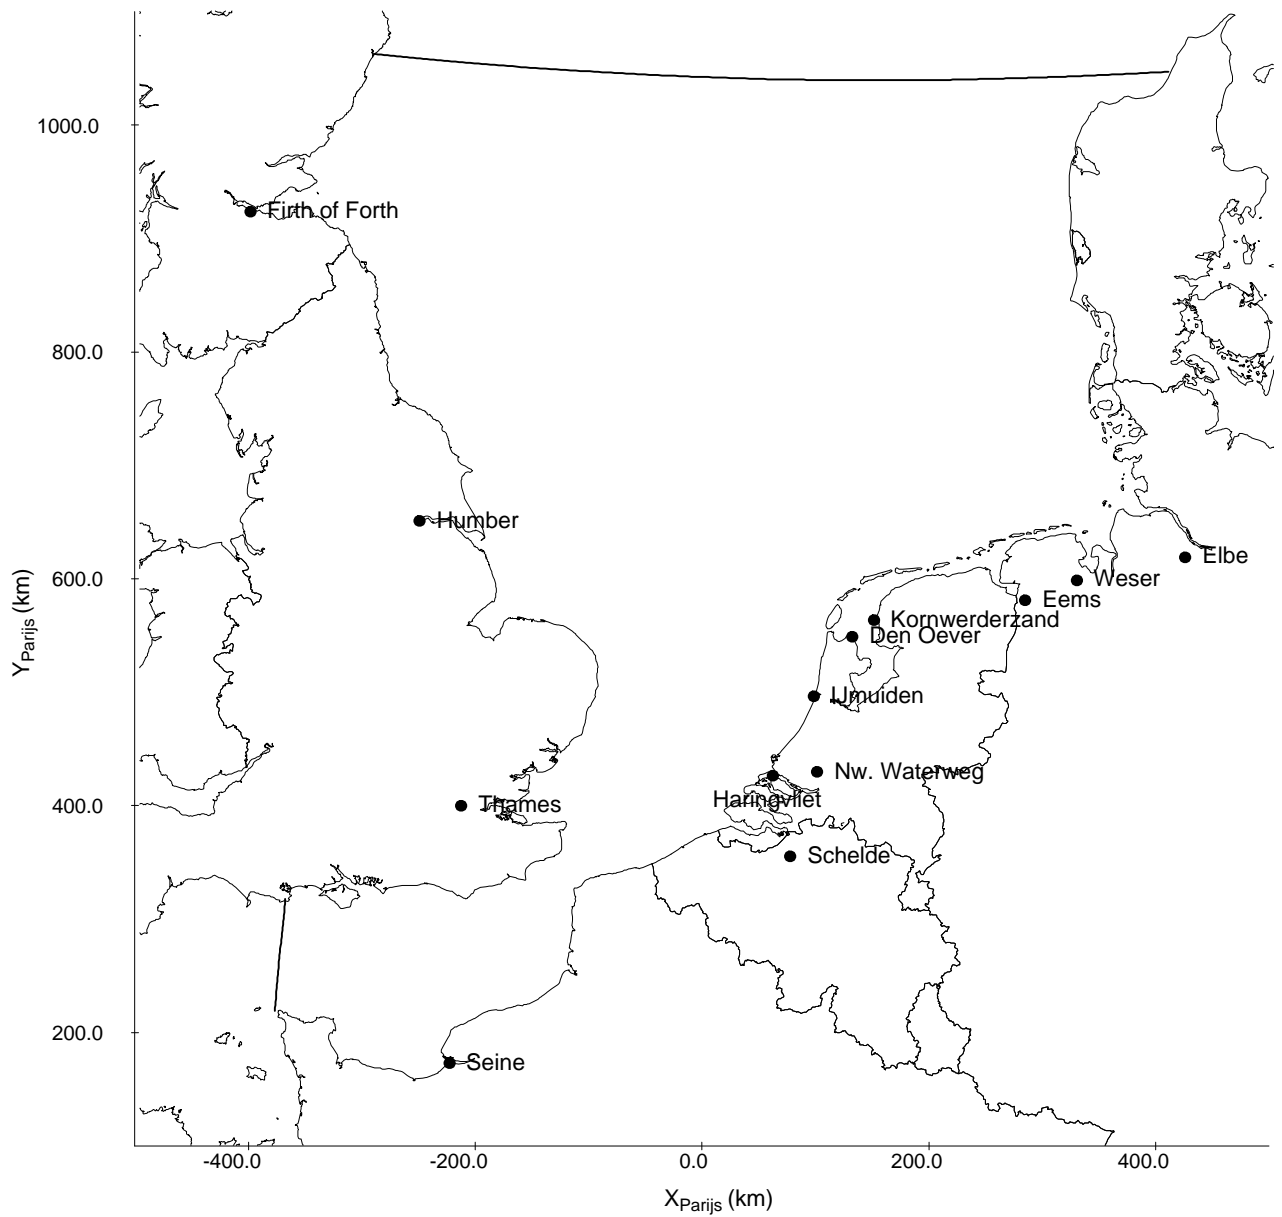 1000.0
Firth of Forth
800.0
Humber
600.0
Elbe
Weser
Eems
Kornwerderzand
Den Oever
Y_Parijs (km)
IJmuiden
Nw. Waterweg
400.0
Thames
Haringvliet
Schelde
200.0
Seine
-400.0 -200.0 0.0 200.0 400.0
X_Parijs (km)